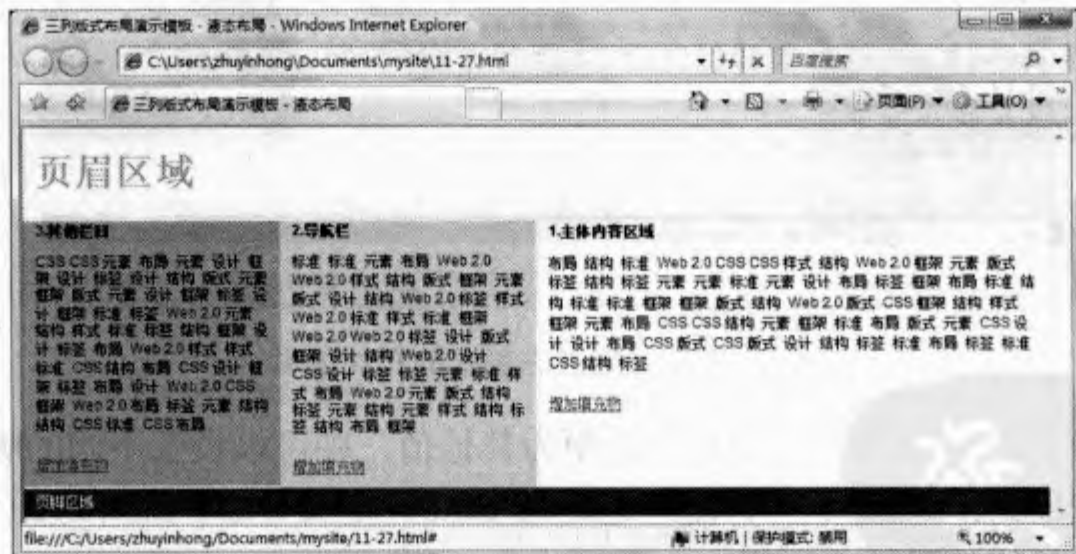 三列版式布局演示模板 - 液态布局 - Windows Internet Explorer
C:\Users\zhuyinhong\Documents\mysite\11-27.html
百度搜索
三列版式布局演示模板 - 液态布局
页面(P) 工具(O)
页眉区域
3.其他栏目
CSS CSS 元素 布局 元素 设计 框
架 设计 标签 设计 结构 版式 元素
框架 版式 元素 设计 框架 标签 设
计 框架 标准 标签 Web 2.0 元素
结构 样式 标准 标签 结构 框架 设
计 标签 布局 Web 2.0 样式 样式
标准 CSS 结构 布局 CSS 设计 框
架 标签 布局 设计 Web 2.0 CSS
框架 Web 2.0 布局 标签 元素 结构
结构 CSS 标准 CSS 布局
增加填充物
2.导航栏
标准 标准 元素 布局 Web 2.0
Web 2.0 样式 结构 版式 框架 元素
版式 设计 结构 Web 2.0 标签 样式
Web 2.0 标准 样式 标准 框架
Web 2.0 Web 2.0 标签 设计 版式
框架 设计 结构 Web 2.0 设计
CSS 设计 标签 标签 元素 标准 样
式 布局 Web 2.0 元素 版式 结构
标签 元素 结构 元素 样式 结构 标
签 结构 布局 框架
增加填充物
1.主体内容区域
布局 结构 标准 Web 2.0 CSS CSS 样式 结构 Web 2.0 框架 元素 版式
标签 结构 标签 元素 元素 标准 元素 设计 布局 标签 框架 布局 标准 结
构 标准 标准 框架 框架 版式 结构 Web 2.0 版式 CSS 框架 结构 样式
框架 元素 布局 CSS CSS 结构 元素 框架 标准 布局 版式 元素 CSS 设
计 设计 布局 CSS 版式 CSS 版式 设计 结构 标签 标准 布局 标签 标准
CSS 结构 标签
增加填充物
页脚区域
file:///C:/Users/zhuyinhong/Documents/mysite/11-27.html#
计算机 | 保护模式: 禁用
100%